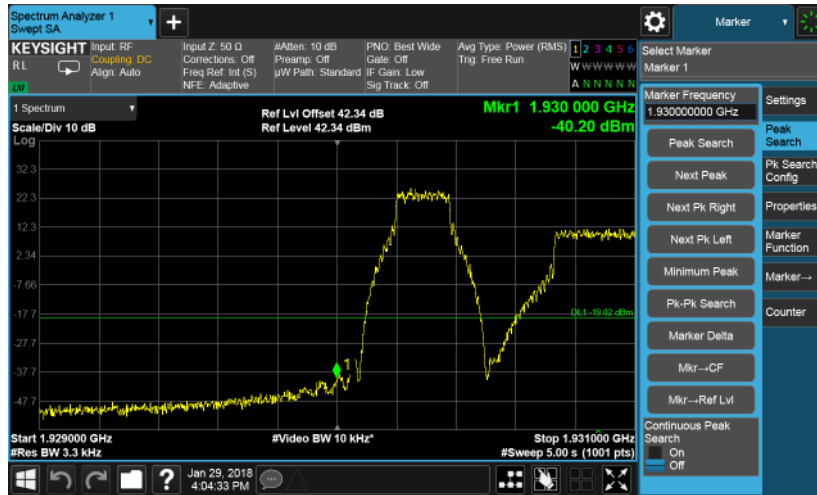 Spectrum Analyzer 1
Swept SA
+
Marker
KEYSIGHT
RL
LXI
Input: RF
Coupling: DC
Align: Auto
Input Z: 50 Ω
Corrections: Off
Freq Ref: Int (S)
NFE: Adaptive
#Atten: 10 dB
Preamp: Off
µW Path: Standard
PNO: Best Wide
Gate: Off
IF Gain: Low
Sig Track: Off
Avg Type: Power (RMS)
Trig: Free Run
1 2 3 4 5 6
W W W W W W
A N N N N N
Select Marker
Marker 1
1 Spectrum
Scale/Div 10 dB
Log
Ref Lvl Offset 42.34 dB
Ref Level 42.34 dBm
Mkr1 1.930 000 GHz
-40.20 dBm
32.3
22.3
12.3
2.34
-7.66
-17.7
-27.7
-37.7
-47.7
DL1 -19.02 dBm
1
Start 1.929000 GHz
#Res BW 3.3 kHz
#Video BW 10 kHz*
Stop 1.931000 GHz
#Sweep 5.00 s (1001 pts)
Marker Frequency
1.930000000 GHz
Peak Search
Next Peak
Next Pk Right
Next Pk Left
Minimum Peak
Pk-Pk Search
Marker Delta
Mkr→CF
Mkr→Ref Lvl
Continuous Peak
Search
On
Off
Settings
Peak
Search
Pk Search
Config
Properties
Marker
Function
Marker→
Counter
?
Jan 29, 2018
4:04:33 PM